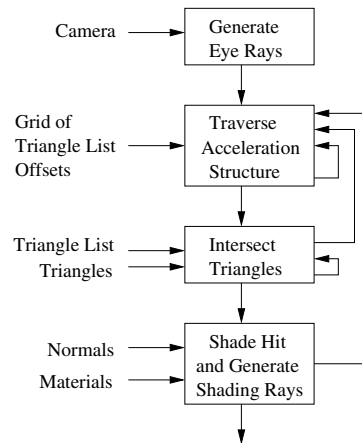 Camera
Generate
Eye Rays
Grid of
Triangle List
Offsets
Traverse
Acceleration
Structure
Triangle List
Triangles
Intersect
Triangles
Normals
Materials
Shade Hit
and Generate
Shading Rays